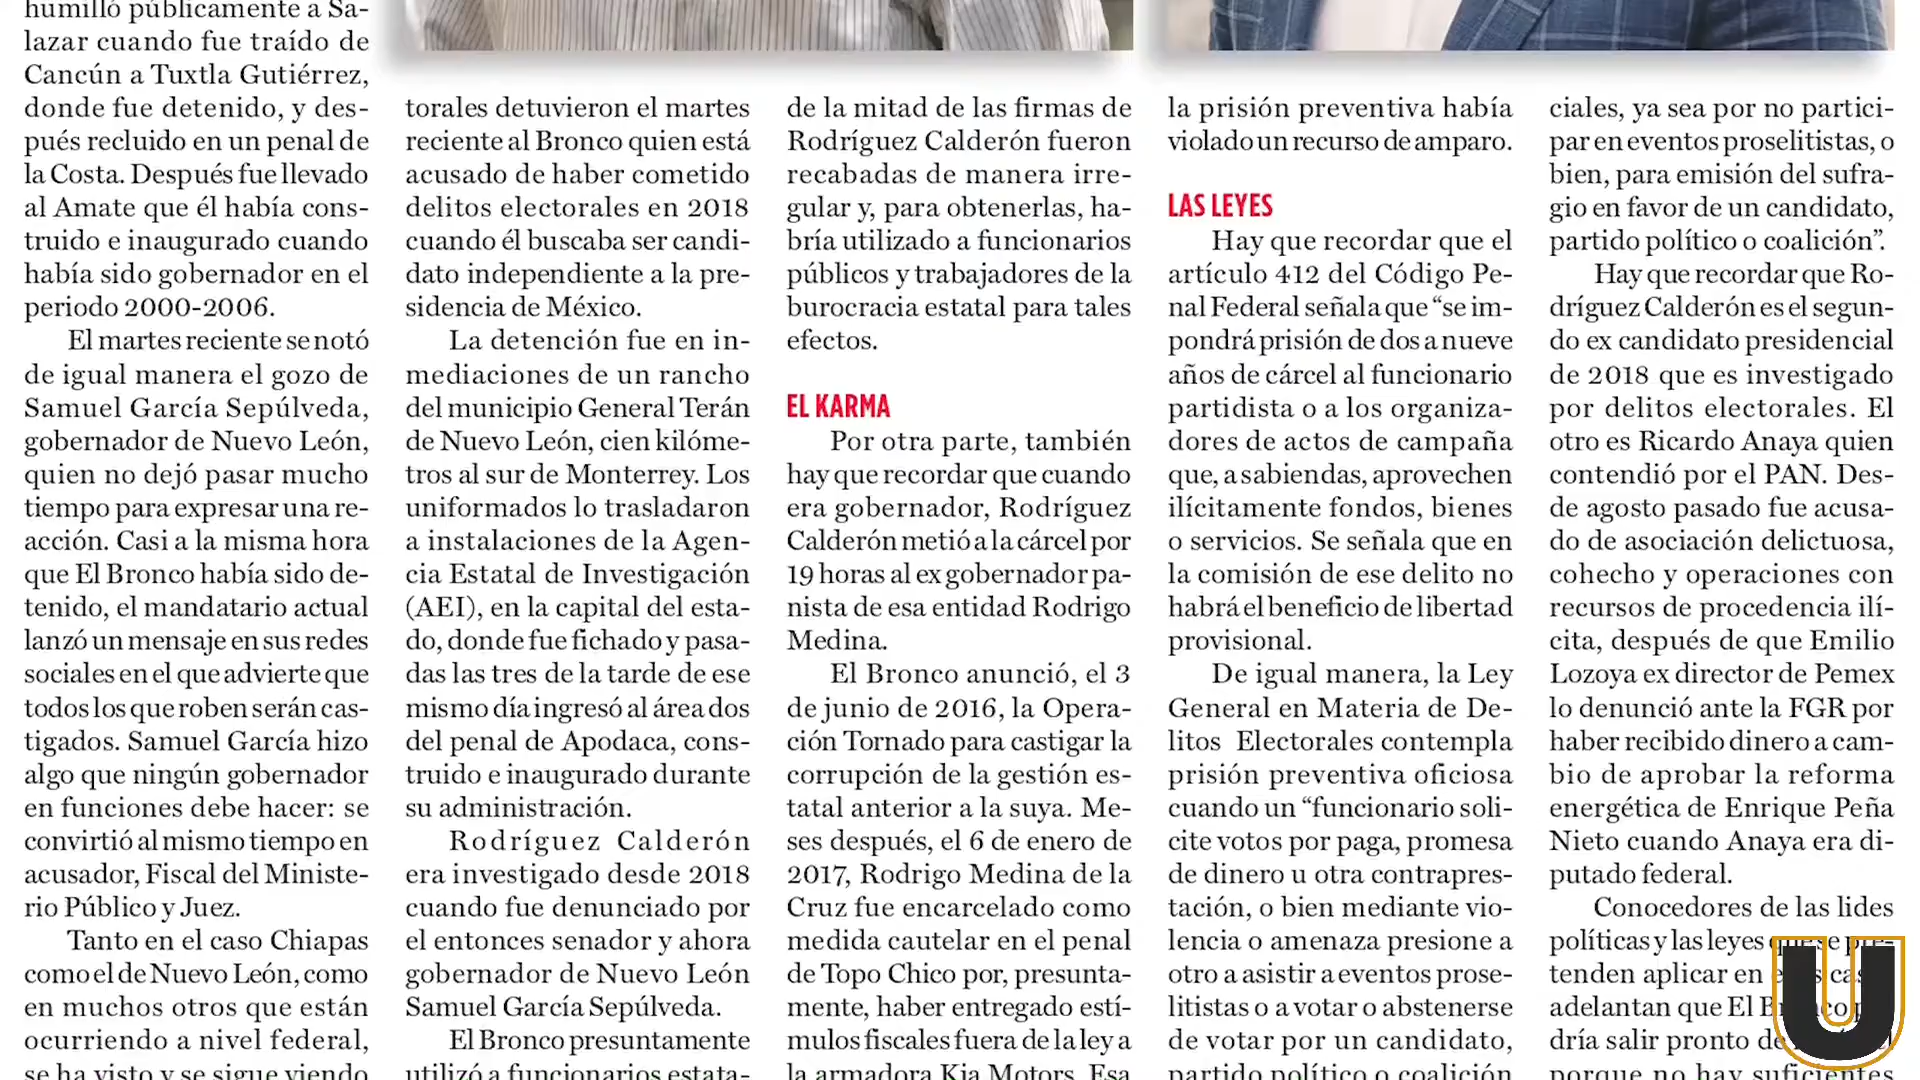 humilló públicamente a Sa-
lazar cuando fue traído de
Cancún a Tuxtla Gutiérrez,
donde fue detenido, y des-
pués recluido en un penal de
la Costa. Después fue llevado
al Amate que él había cons-
truido e inaugurado cuando
había sido gobernador en el
periodo 2000-2006.
El martes reciente se notó
de igual manera el gozo de
Samuel García Sepúlveda,
gobernador de Nuevo León,
quien no dejó pasar mucho
tiempo para expresar una re-
acción. Casi a la misma hora
que El Bronco había sido de-
tenido, el mandatario actual
lanzó un mensaje en sus redes
sociales en el que advierte que
todos los que roben serán cas-
tigados. Samuel García hizo
algo que ningún gobernador
en funciones debe hacer: se
convirtió al mismo tiempo en
acusador, Fiscal del Ministe-
rio Público y Juez.
Tanto en el caso Chiapas
como el de Nuevo León, como
en muchos otros que están
ocurriendo a nivel federal,
se ha visto y se sigue viendo
torales detuvieron el martes
reciente al Bronco quien está
acusado de haber cometido
delitos electorales en 2018
cuando él buscaba ser candi-
dato independiente a la pre-
sidencia de México.
La detención fue en in-
mediaciones de un rancho
del municipio General Terán
de Nuevo León, cien kilóme-
tros al sur de Monterrey. Los
uniformados lo trasladaron
a instalaciones de la Agen-
cia Estatal de Investigación
(AEI), en la capital del esta-
do, donde fue fichado y pasa-
das las tres de la tarde de ese
mismo día ingresó al área dos
del penal de Apodaca, cons-
truido e inaugurado durante
su administración.
Rodríguez Calderón
era investigado desde 2018
cuando fue denunciado por
el entonces senador y ahora
gobernador de Nuevo León
Samuel García Sepúlveda.
El Bronco presuntamente
utilizó a funcionarios estata-
de la mitad de las firmas de
Rodríguez Calderón fueron
recabadas de manera irre-
gular y, para obtenerlas, ha-
bría utilizado a funcionarios
públicos y trabajadores de la
burocracia estatal para tales
efectos.
EL KARMA
Por otra parte, también
hay que recordar que cuando
era gobernador, Rodríguez
Calderón metió a la cárcel por
19 horas al ex gobernador pa-
nista de esa entidad Rodrigo
Medina.
El Bronco anunció, el 3
de junio de 2016, la Opera-
ción Tornado para castigar la
corrupción de la gestión es-
tatal anterior a la suya. Me-
ses después, el 6 de enero de
2017, Rodrigo Medina de la
Cruz fue encarcelado como
medida cautelar en el penal
de Topo Chico por, presunta-
mente, haber entregado estí-
mulos fiscales fuera de la ley a
la armadora Kia Motors. Esa
la prisión preventiva había
violado un recurso de amparo.
LAS LEYES
Hay que recordar que el
artículo 412 del Código Pe-
nal Federal señala que “se im-
pondrá prisión de dos a nueve
años de cárcel al funcionario
partidista o a los organiza-
dores de actos de campaña
que, a sabiendas, aprovechen
ilícitamente fondos, bienes
o servicios. Se señala que en
la comisión de ese delito no
habrá el beneficio de libertad
provisional.
De igual manera, la Ley
General en Materia de De-
litos Electorales contempla
prisión preventiva oficiosa
cuando un “funcionario soli-
cite votos por paga, promesa
de dinero u otra contrapres-
tación, o bien mediante vio-
lencia o amenaza presione a
otro a asistir a eventos prose-
litistas o a votar o abstenerse
de votar por un candidato,
partido político o coalición
ciales, ya sea por no partici-
par en eventos proselitistas, o
bien, para emisión del sufra-
gio en favor de un candidato,
partido político o coalición”.
Hay que recordar que Ro-
dríguez Calderón es el segun-
do ex candidato presidencial
de 2018 que es investigado
por delitos electorales. El
otro es Ricardo Anaya quien
contendió por el PAN. Des-
de agosto pasado fue acusa-
do de asociación delictuosa,
cohecho y operaciones con
recursos de procedencia ilí-
cita, después de que Emilio
Lozoya ex director de Pemex
lo denunció ante la FGR por
haber recibido dinero a cam-
bio de aprobar la reforma
energética de Enrique Peña
Nieto cuando Anaya era di-
putado federal.
Conocedores de las lides
políticas y las leyes que se pre-
tenden aplicar en
adelantan que El Bronco
dría salir pronto de
porque no hay suficientes
U